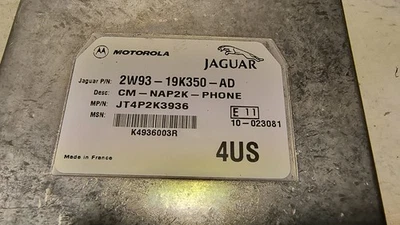 MOTOROLA
JAGUAR
Jaguar P/N: 2W93-19K350-AD
Desc: CM-NAP2K-PHONE
MP/N: JT4P2K3936
MSN:
K4936003R
E 11
10-023081
4US
Made in France